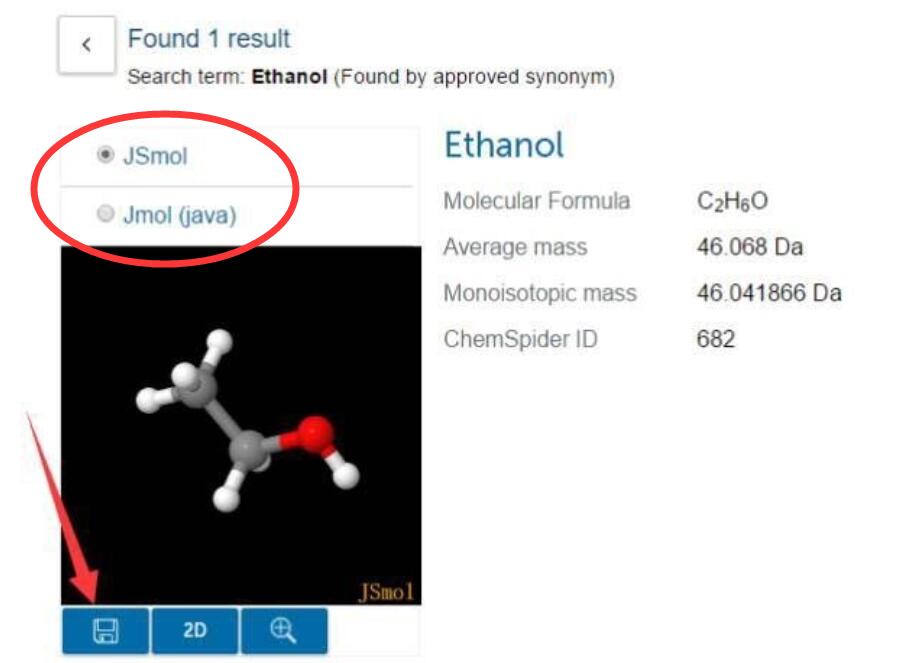 Found 1 result
Search term: Ethanol (Found by approved synonym)
JSmol
Jmol (java)
JSmol
2D
Ethanol
Molecular Formula C₂H₆O
Average mass 46.068 Da
Monoisotopic mass 46.041866 Da
ChemSpider ID 682